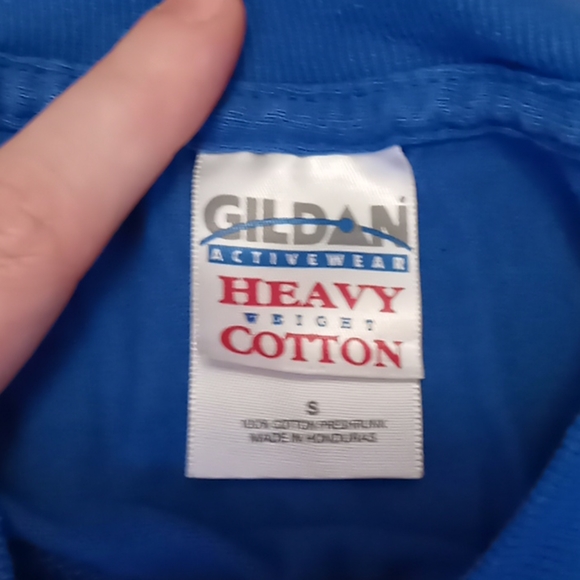 GILDAN
ACTIVEWEAR
HEAVY
WEIGHT
COTTON
S
100% COTTON PRESHRUNK
MADE IN HONDURAS